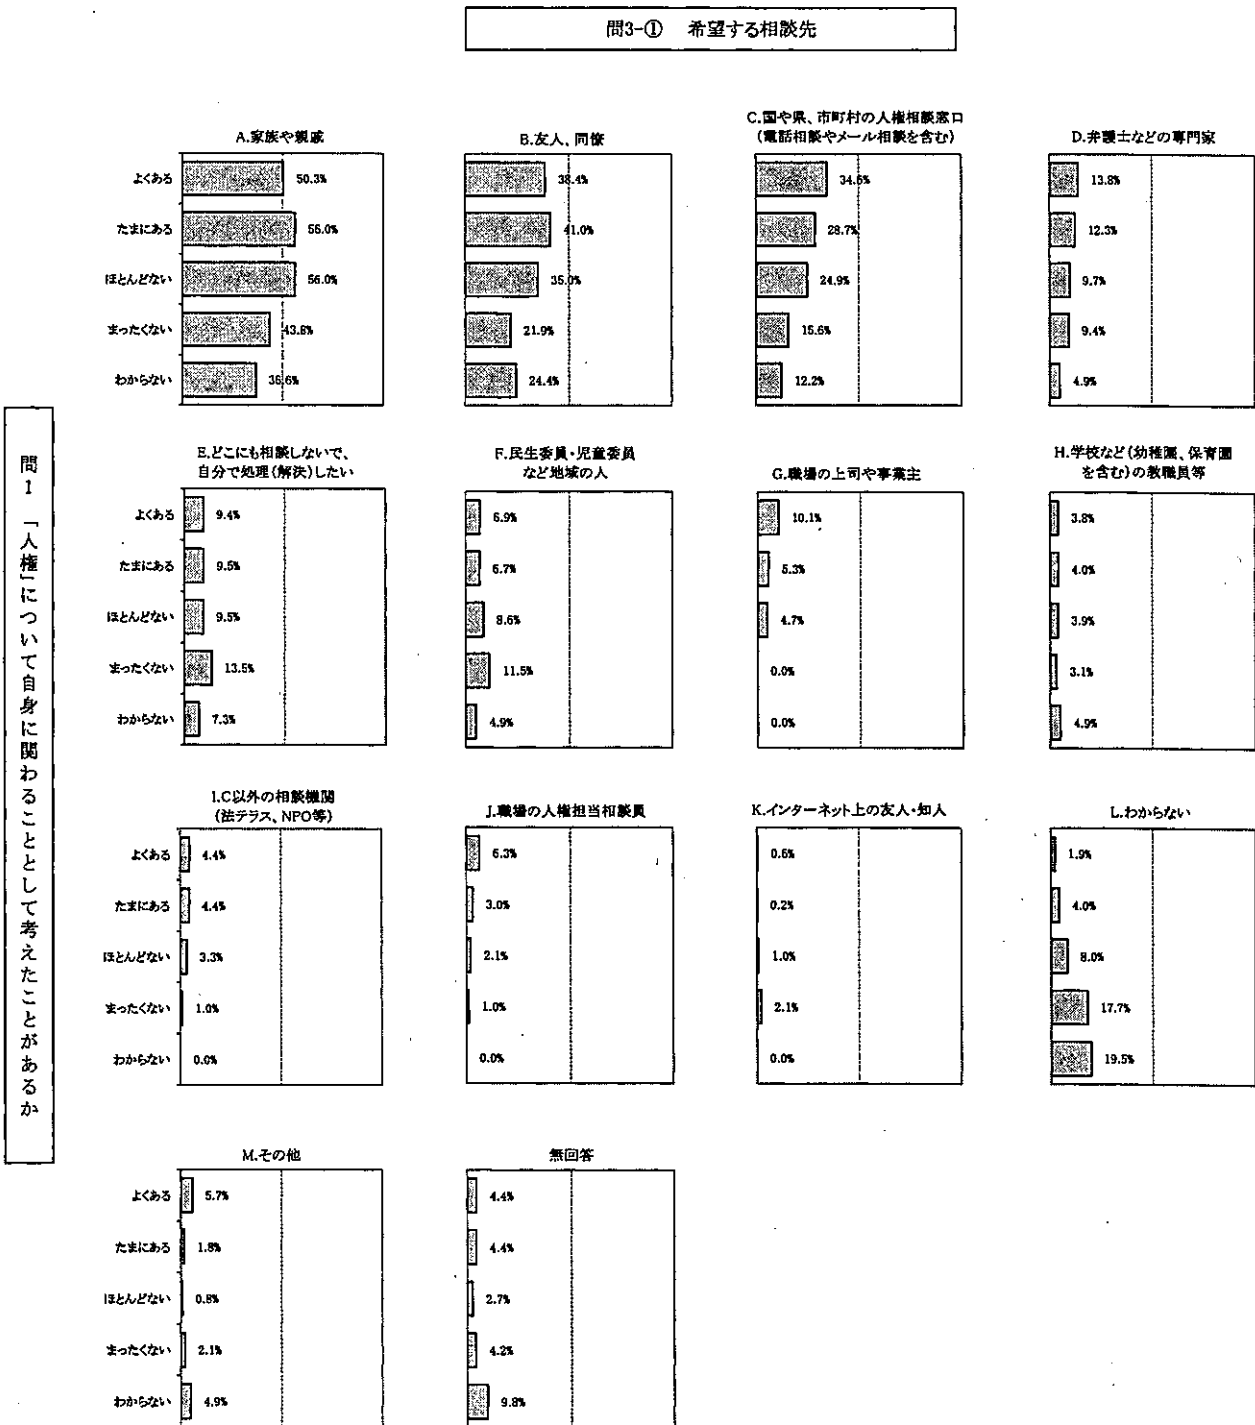 問3-① 希望する相談先
問1 「人権」について自身に関わることとして考えたことがあるか
A.家族や親戚
よくある 50.3%
たまにある 56.0%
ほとんどない 56.0%
まったくない 43.8%
わからない 36.6%
B.友人、同僚
38.4%
41.0%
35.0%
21.9%
24.4%
C.国や県、市町村の人権相談窓口
(電話相談やメール相談を含む)
34.6%
28.7%
24.9%
15.6%
12.2%
D.弁護士などの専門家
13.8%
12.3%
9.7%
9.4%
4.9%
E.どこにも相談しないで、
自分で処理(解決)したい
よくある 9.4%
たまにある 9.5%
ほとんどない 9.5%
まったくない 13.5%
わからない 7.3%
F.民生委員・児童委員
など地域の人
6.9%
6.7%
8.6%
11.5%
4.9%
G.職場の上司や事業主
10.1%
5.3%
4.7%
0.0%
0.0%
H.学校など(幼稚園、保育園
を含む)の教職員等
3.8%
4.0%
3.9%
3.1%
4.9%
I.C以外の相談機関
(法テラス、NPO等)
よくある 4.4%
たまにある 4.4%
ほとんどない 3.3%
まったくない 1.0%
わからない 0.0%
J.職場の人権担当相談員
6.3%
3.0%
2.1%
1.0%
0.0%
K.インターネット上の友人・知人
0.6%
0.2%
1.0%
2.1%
0.0%
L.わからない
1.9%
4.0%
8.0%
17.7%
19.5%
M.その他
よくある 5.7%
たまにある 1.8%
ほとんどない 0.8%
まったくない 2.1%
わからない 4.9%
無回答
4.4%
4.4%
2.7%
4.2%
9.8%